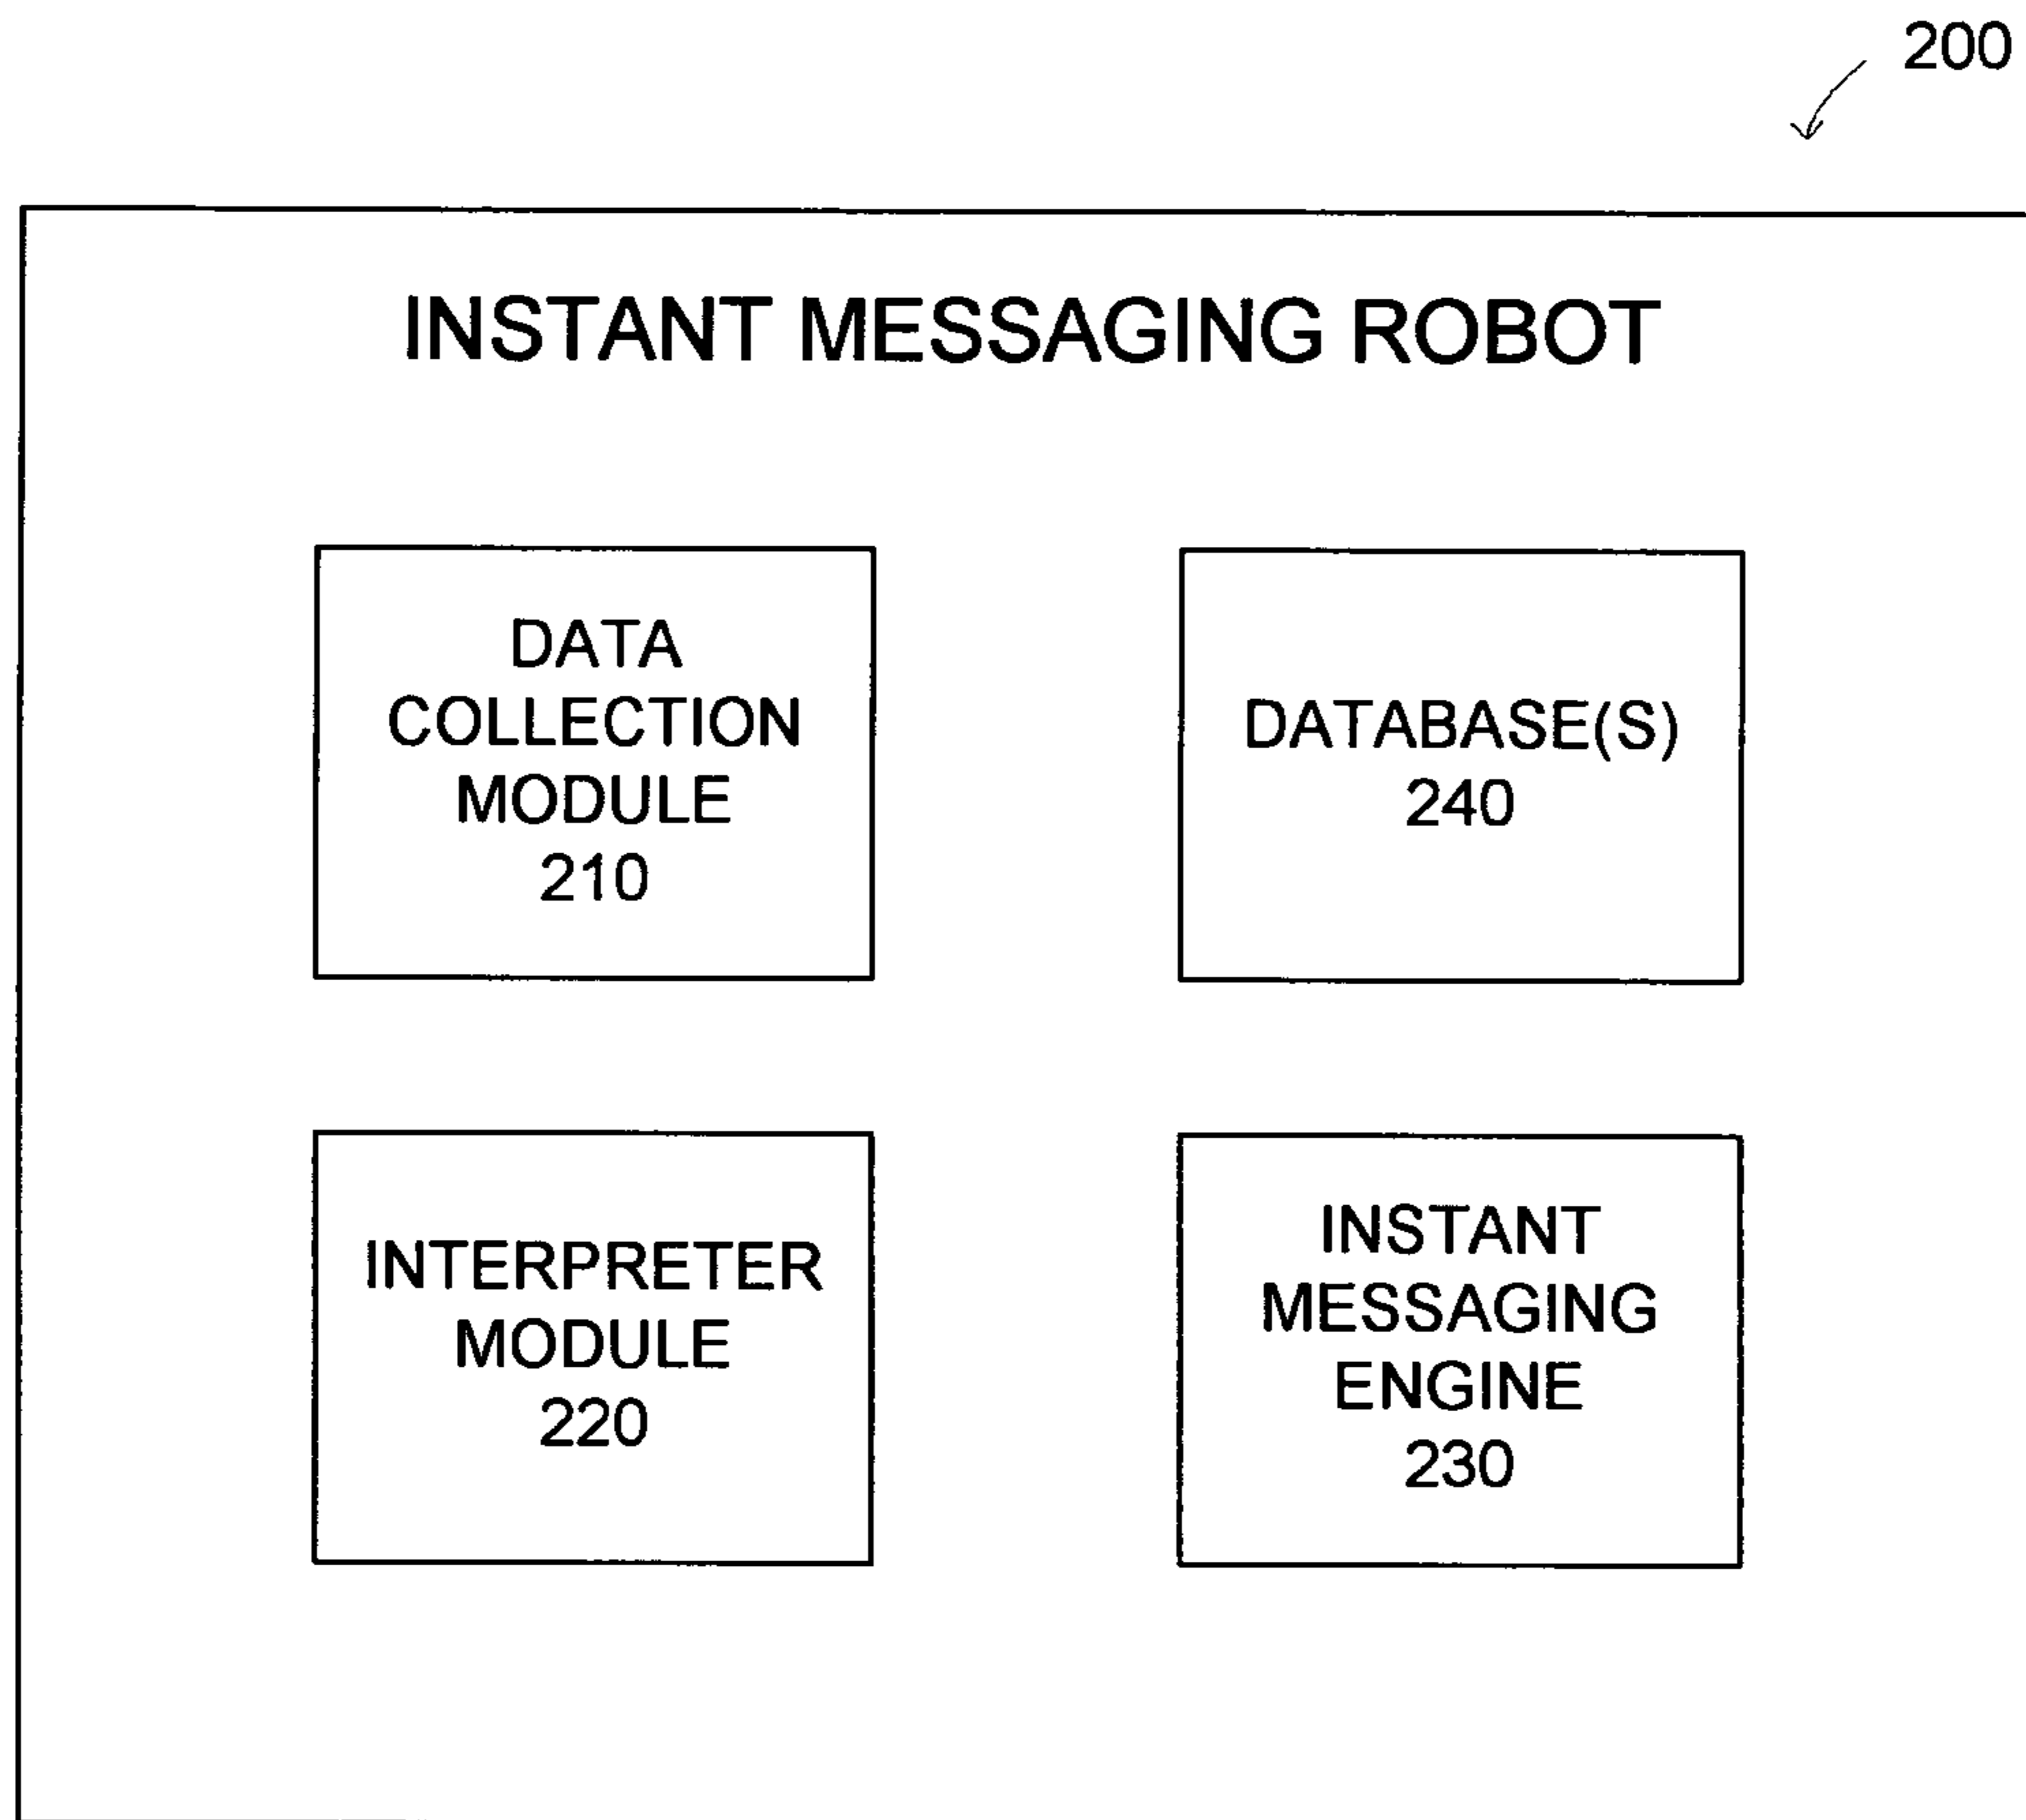 200
INSTANT MESSAGING ROBOT
DATA
COLLECTION
MODULE
210
DATABASE(S)
240
INTERPRETER
MODULE
220
INSTANT
MESSAGING
ENGINE
230